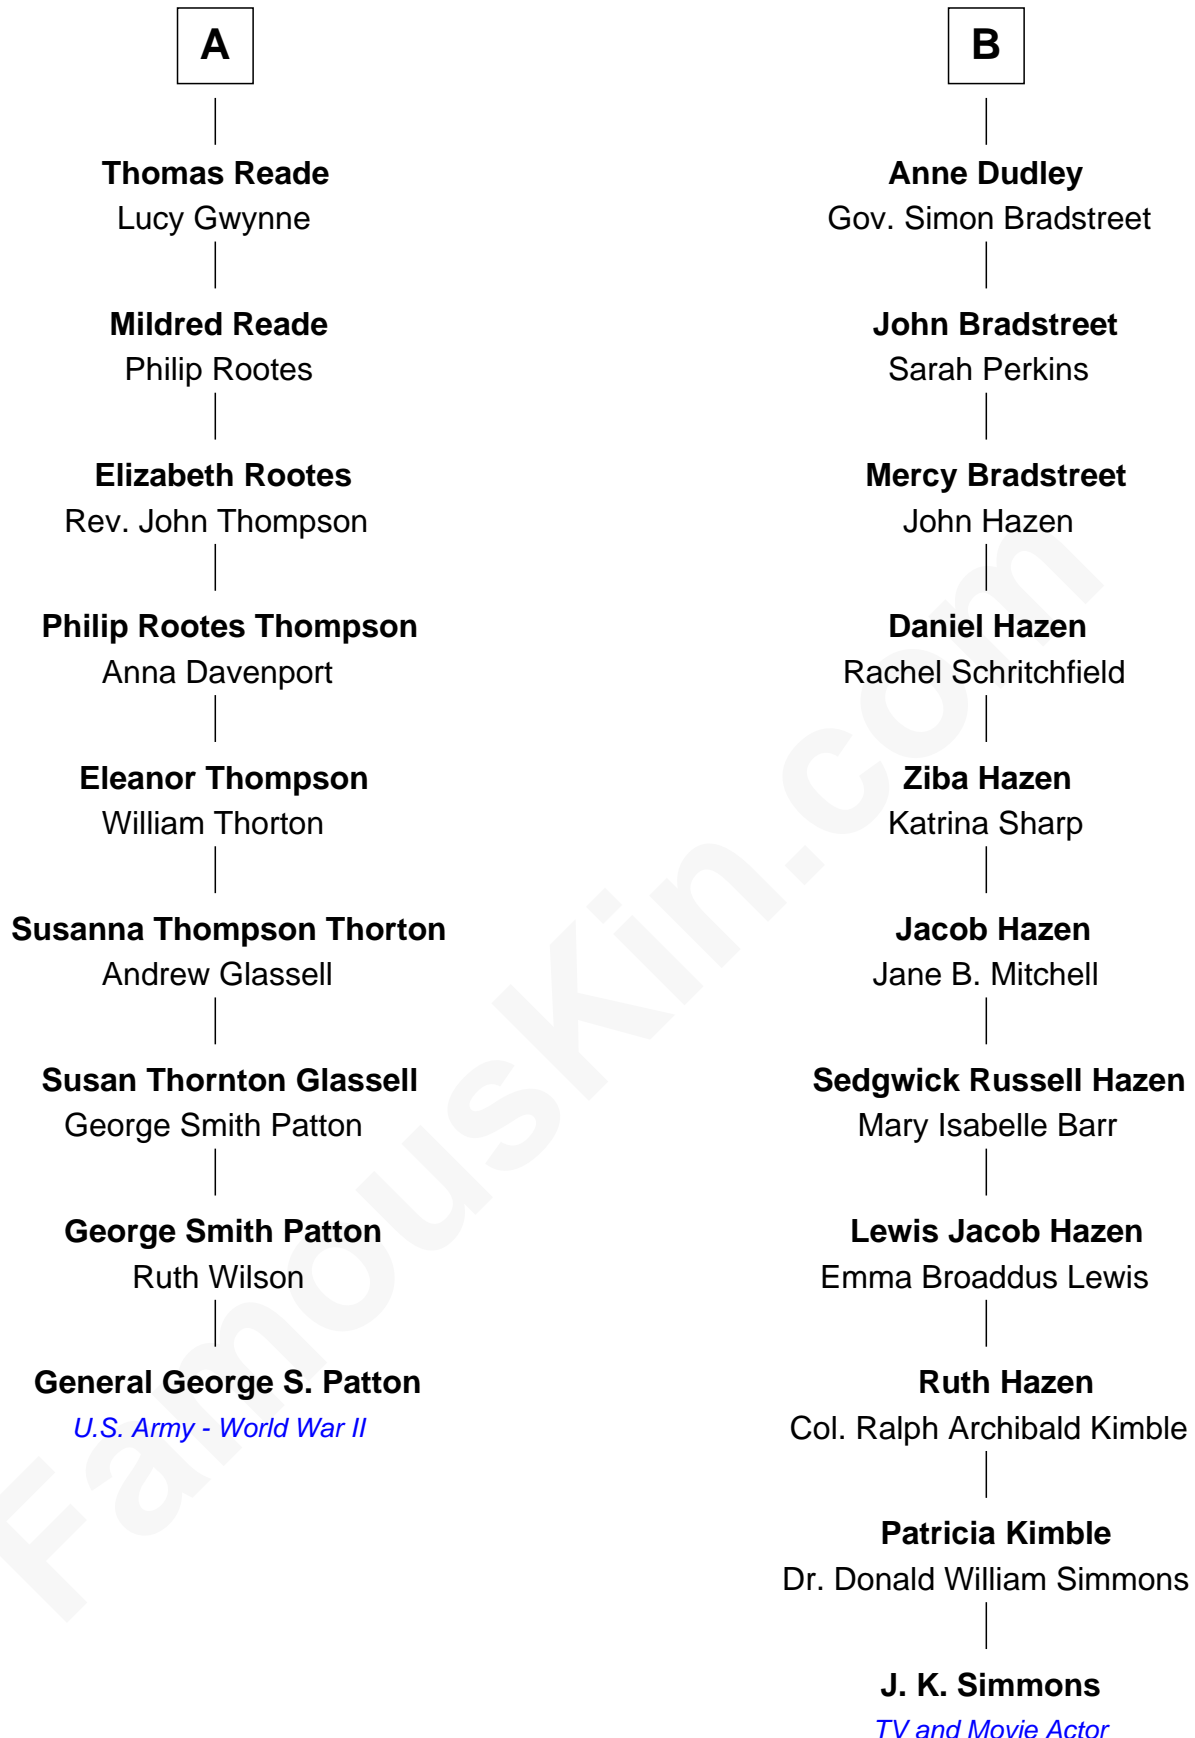 A
Thomas Reade
Lucy Gwynne
Mildred Reade
Philip Rootes
Elizabeth Rootes
Rev. John Thompson
Philip Rootes Thompson
Anna Davenport
Eleanor Thompson
William Thorton
Susanna Thompson Thorton
Andrew Glassell
Susan Thornton Glassell
George Smith Patton
George Smith Patton
Ruth Wilson
General George S. Patton
U.S. Army - World War II
B
Anne Dudley
Gov. Simon Bradstreet
John Bradstreet
Sarah Perkins
Mercy Bradstreet
John Hazen
Daniel Hazen
Rachel Schritchfield
Ziba Hazen
Katrina Sharp
Jacob Hazen
Jane B. Mitchell
Sedgwick Russell Hazen
Mary Isabelle Barr
Lewis Jacob Hazen
Emma Broaddus Lewis
Ruth Hazen
Col. Ralph Archibald Kimble
Patricia Kimble
Dr. Donald William Simmons
J. K. Simmons
TV and Movie Actor
FamousKin.com